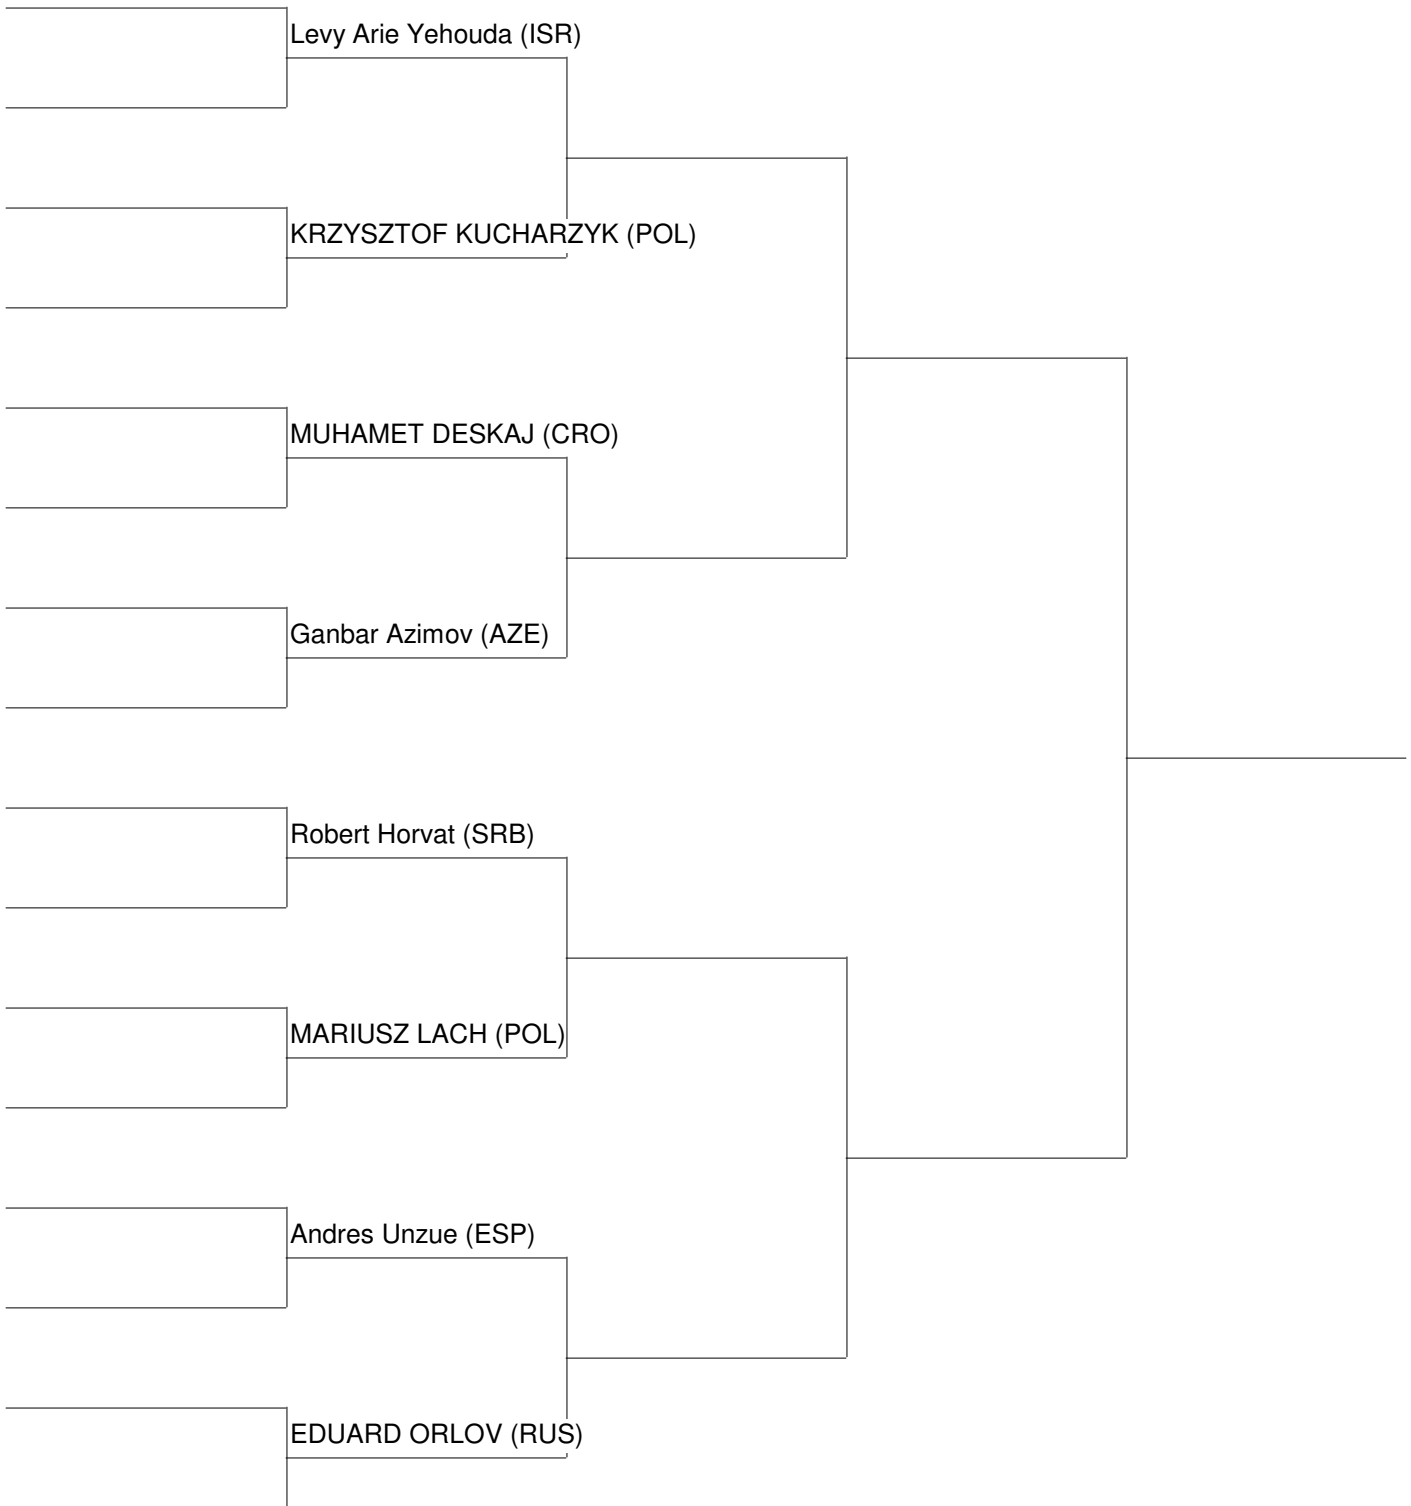 Levy Arie Yehouda (ISR)
KRZYSZTOF KUCHARZYK (POL)
MUHAMET DESKAJ (CRO)
Ganbar Azimov (AZE)
Robert Horvat (SRB)
MARIUSZ LACH (POL)
Andres Unzue (ESP)
EDUARD ORLOV (RUS)